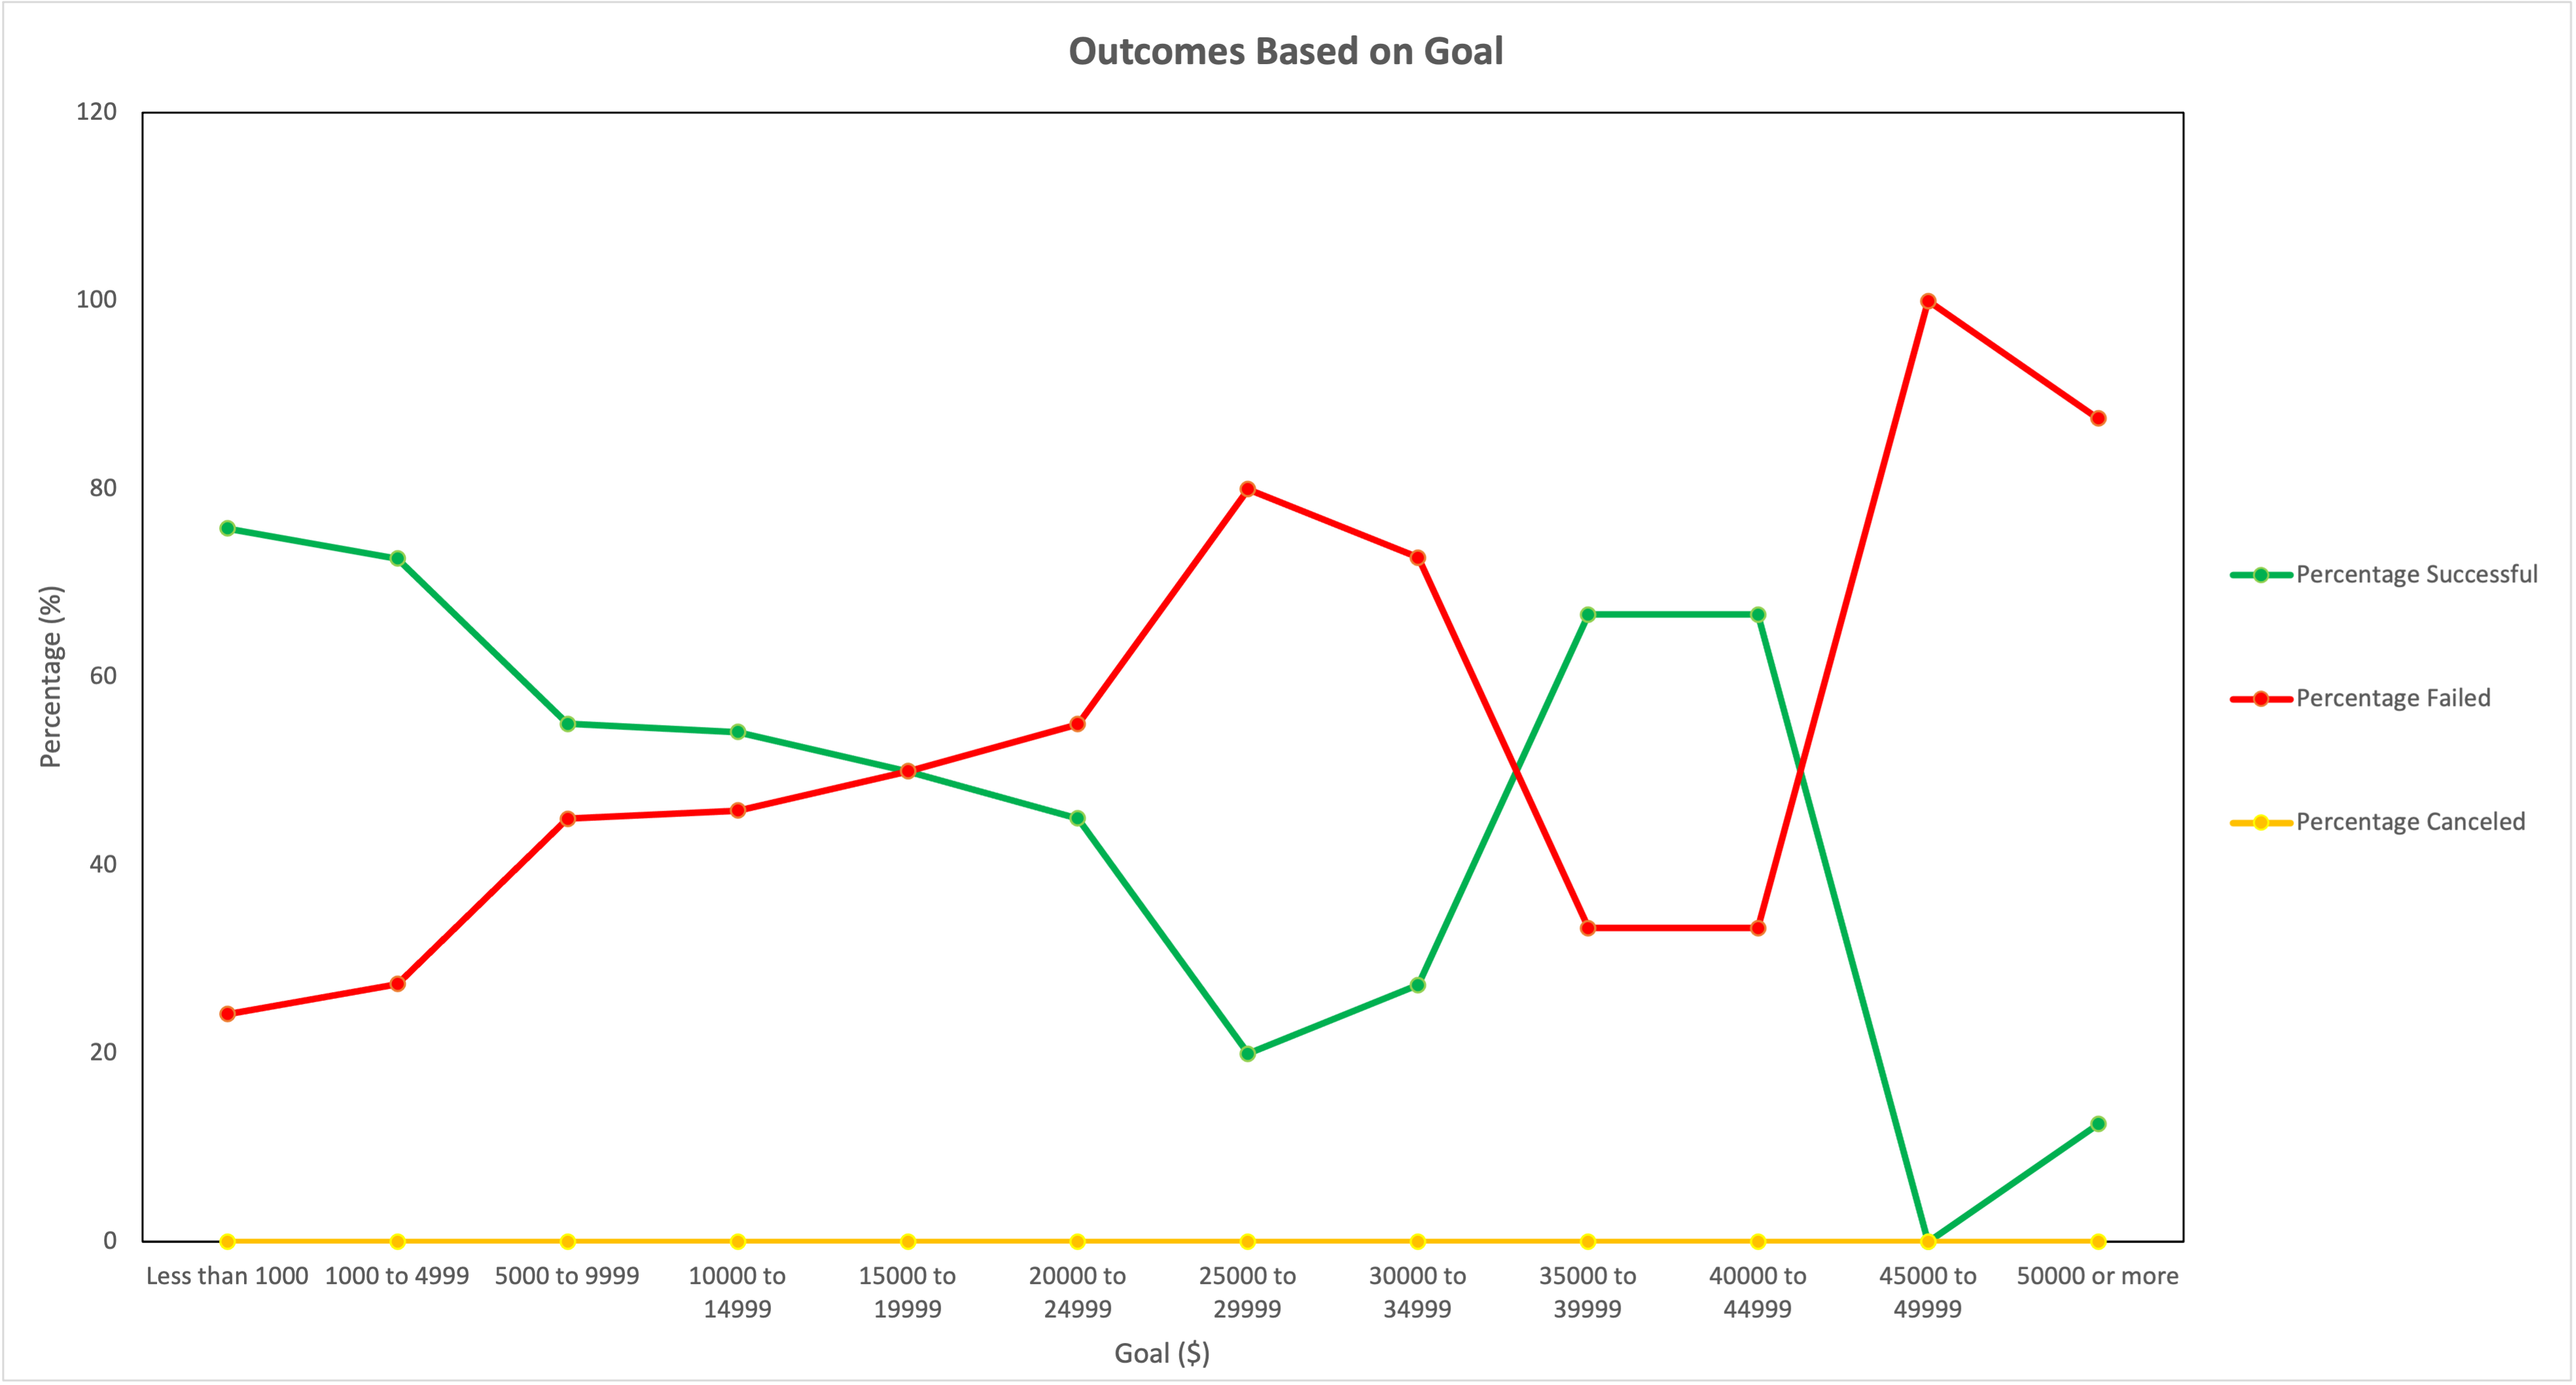 Outcomes Based on Goal
120
100
80
60
40
20
0
Percentage (%)
Less than 1000
1000 to 4999
5000 to 9999
10000 to
14999
15000 to
19999
20000 to
24999
25000 to
29999
30000 to
34999
35000 to
39999
40000 to
44999
45000 to
49999
50000 or more
Goal ($)
Percentage Successful
Percentage Failed
Percentage Canceled